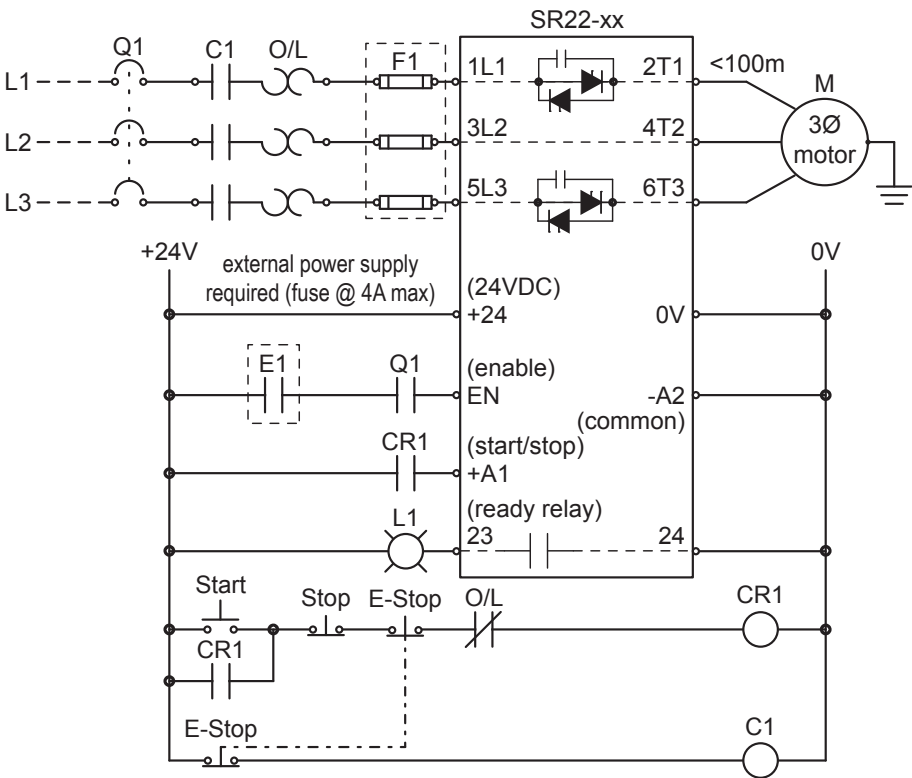 SR22-xx
Q1 C1 O/L F1
L1 1L1 2T1 <100m
M
L2 3L2 4T2 3Ø
motor
L3 5L3 6T3
+24V 0V
external power supply
required (fuse @ 4A max)
(24VDC)
+24 0V
E1 Q1 (enable)
EN -A2
(common)
CR1 (start/stop)
+A1
(ready relay)
L1 23 24
Start Stop E-Stop O/L CR1
CR1
E-Stop C1